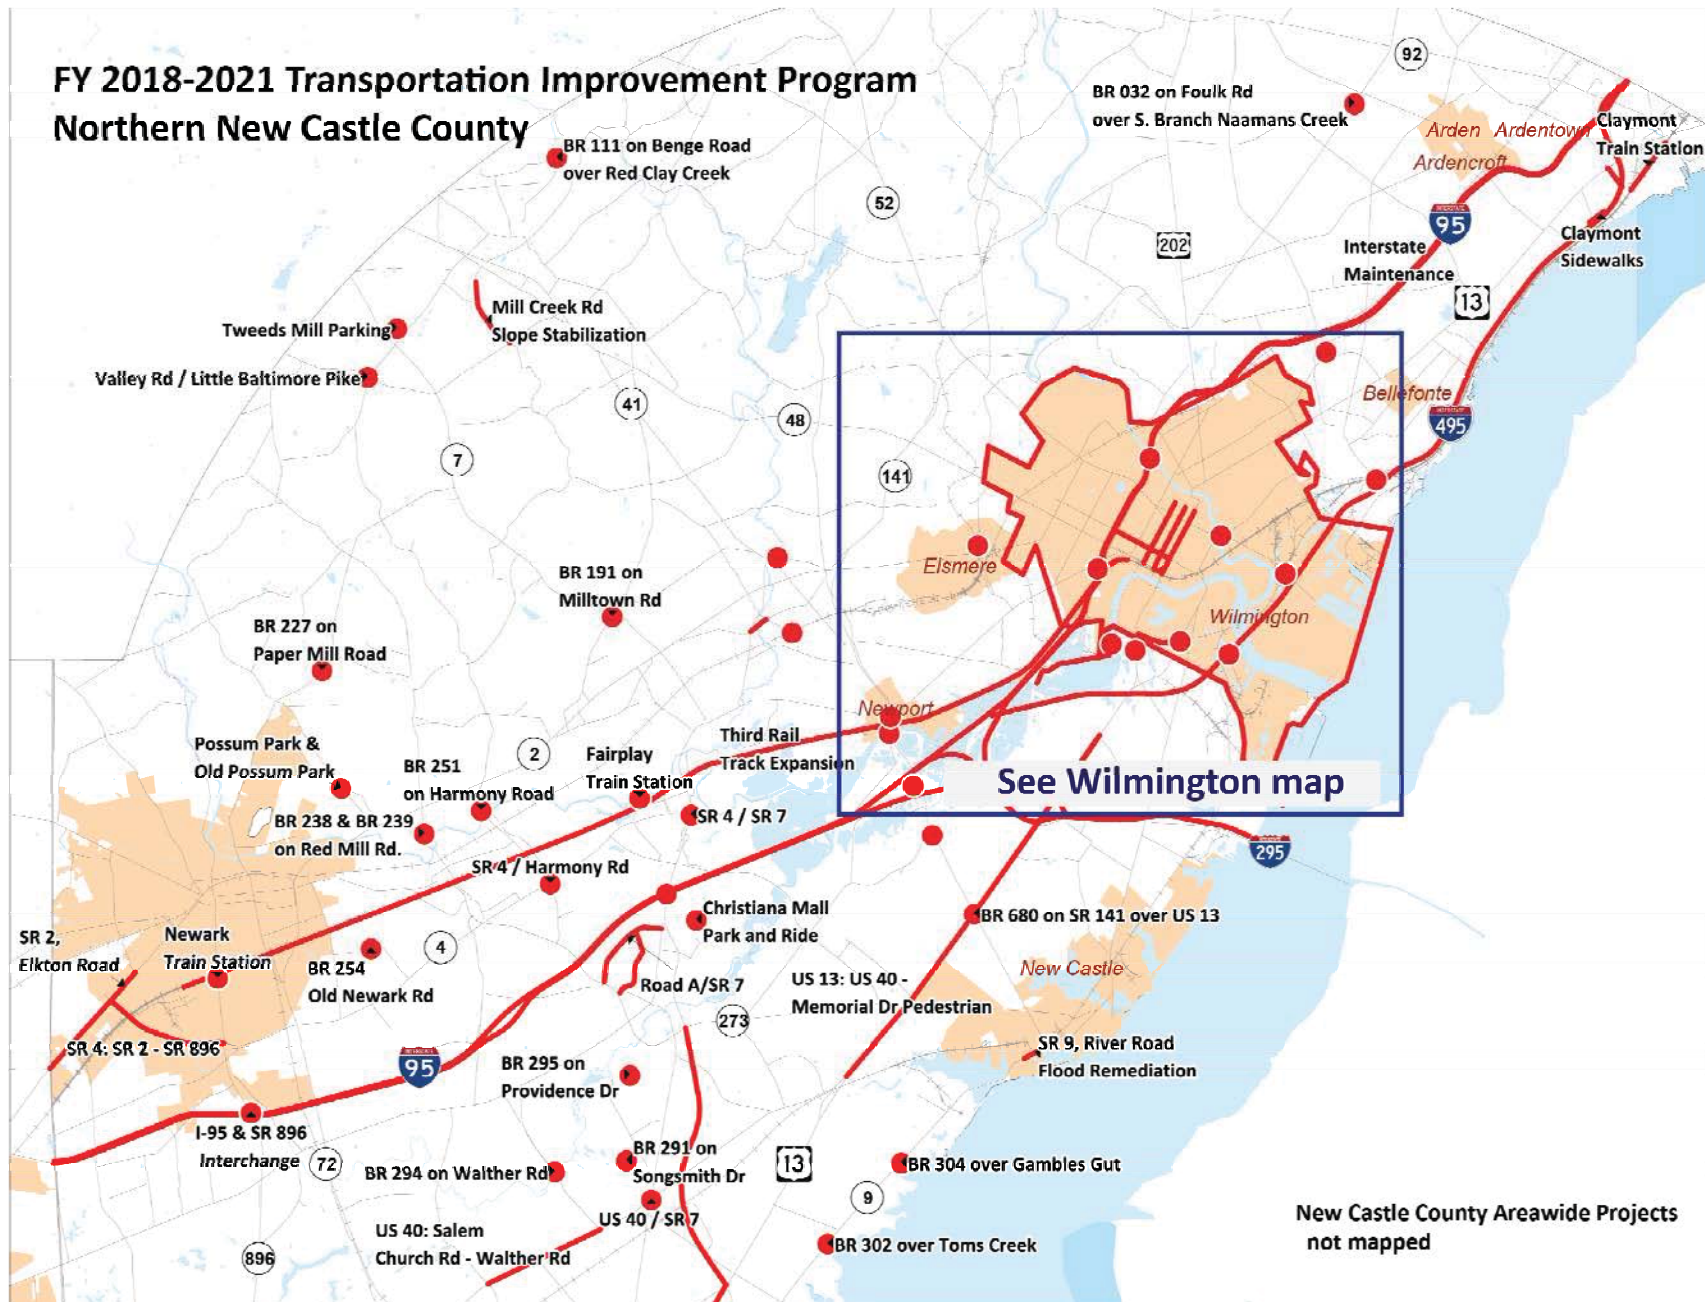 FY 2018-2021 Transportation Improvement Program
Northern New Castle County
92
BR 032 on Foulk Rd
over S. Branch Naamans Creek
Arden Ardentown
Ardencroft
Claymont
Train Station
BR 111 on Benge Road
over Red Clay Creek
52
INTERSTATE
95
202
Interstate
Maintenance
Claymont
Sidewalks
13
Mill Creek Rd
Slope Stabilization
Tweeds Mill Parking
Valley Rd / Little Baltimore Pike
41
48
7
141
Bellefonte
INTERSTATE
495
Elsmere
Wilmington
BR 191 on
Milltown Rd
BR 227 on
Paper Mill Road
Newport
Possum Park &
Old Possum Park
BR 251
on Harmony Road
2
Fairplay
Train Station
Third Rail
Track Expansion
See Wilmington map
BR 238 & BR 239
on Red Mill Rd.
SR 4 / SR 7
295
SR 4 / Harmony Rd
Christiana Mall
Park and Ride
BR 680 on SR 141 over US 13
SR 2,
Elkton Road
Newark
Train Station
BR 254
Old Newark Rd
4
Road A/SR 7
US 13: US 40 -
Memorial Dr Pedestrian
New Castle
273
SR 4: SR 2 - SR 896
INTERSTATE
95
BR 295 on
Providence Dr
SR 9, River Road
Flood Remediation
I-95 & SR 896
Interchange
72
BR 294 on Walther Rd
BR 291 on
Songsmith Dr
13
BR 304 over Gambles Gut
9
US 40 / SR 7
US 40: Salem
Church Rd - Walther Rd
896
BR 302 over Toms Creek
New Castle County Areawide Projects
not mapped